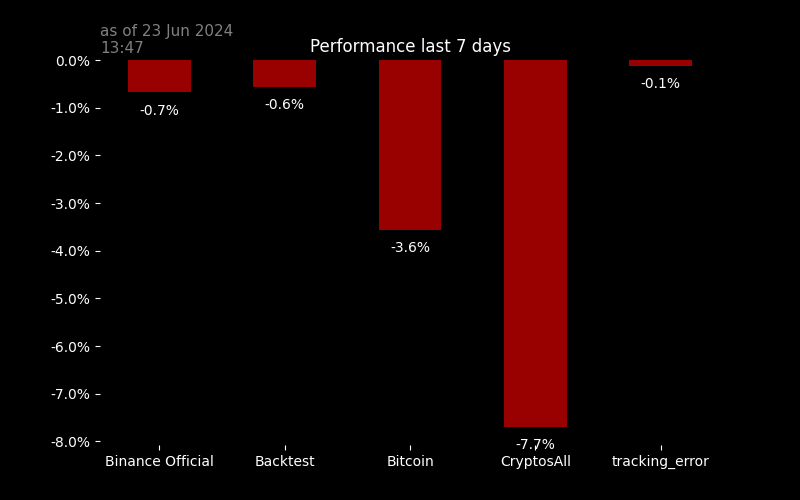 as of 23 Jun 2024
13:47
Performance last 7 days
0.0%
-1.0%
-2.0%
-3.0%
-4.0%
-5.0%
-6.0%
-7.0%
-8.0%
-0.7%
-0.6%
-3.6%
-7.7%
-0.1%
Binance Official
Backtest
Bitcoin
CryptosAll
tracking_error